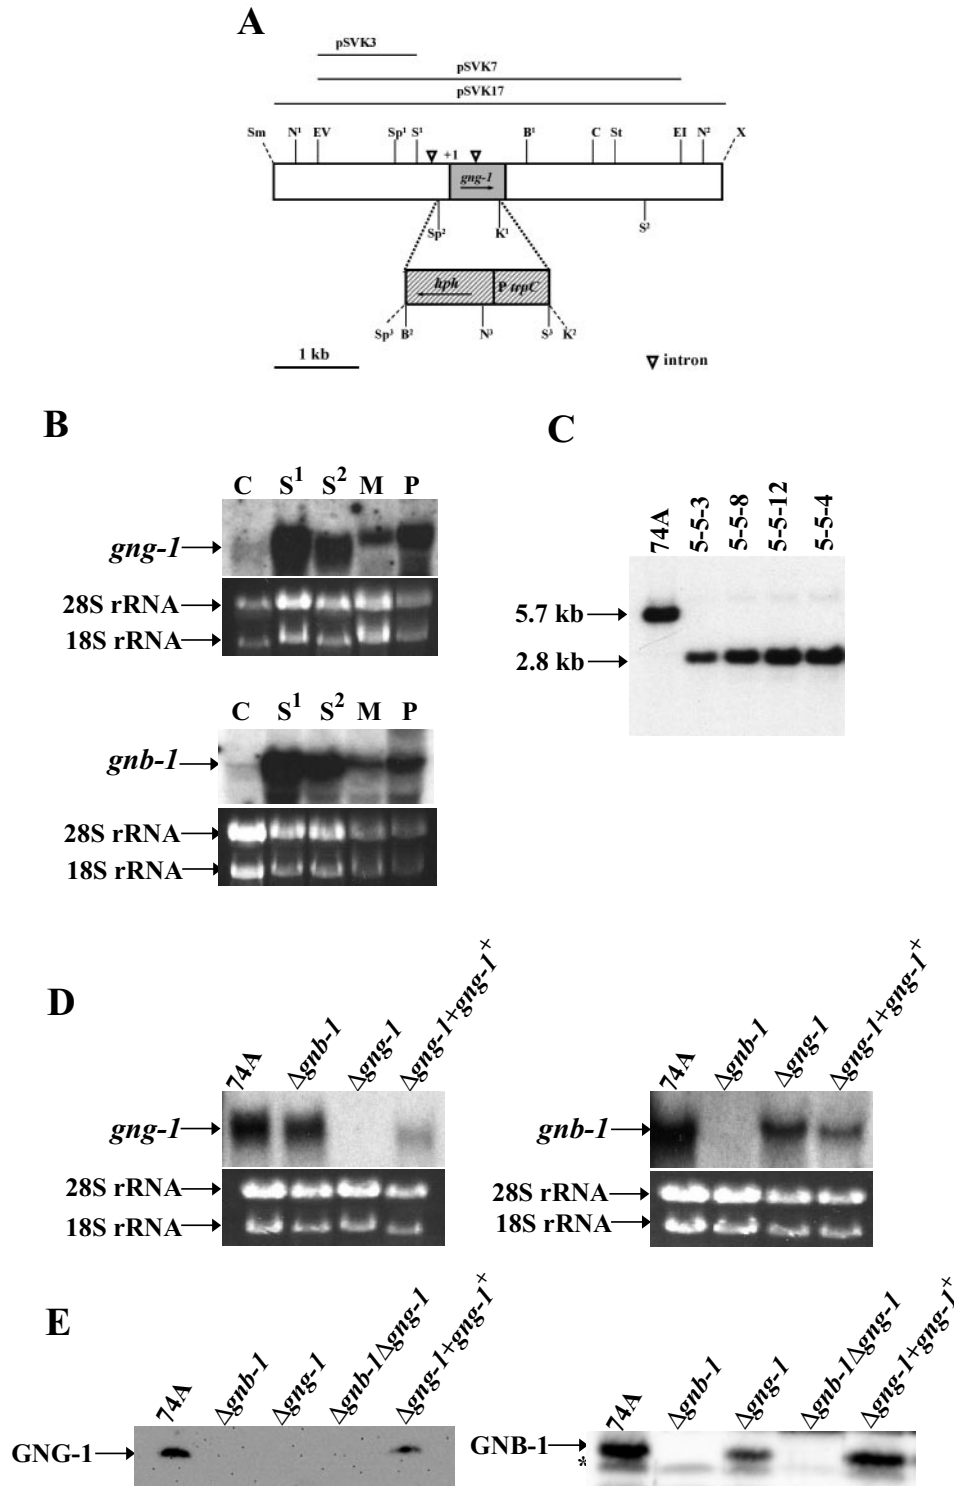 A
pSVK3
pSVK7
pSVK17
Sm N¹ EV Sp¹ S¹ B¹ C St EI N² X
+1
gng-1
Sp² K¹ S²
hph P trpC
Sp³ B² N³ S³ K²
1 kb
intron
B
C S¹ S² M P
gng-1
28S rRNA
18S rRNA
C S¹ S² M P
gnb-1
28S rRNA
18S rRNA
C
74A 5-5-3 5-5-8 5-5-12 5-5-4
5.7 kb
2.8 kb
D
74A Δgnb-1 Δgng-1 Δgng-1+gng-1⁺
gng-1
28S rRNA
18S rRNA
74A Δgnb-1 Δgng-1 Δgng-1+gng-1⁺
gnb-1
28S rRNA
18S rRNA
E
74A Δgnb-1 Δgng-1 Δgnb-1Δgng-1 Δgng-1+gng-1⁺
GNG-1
74A Δgnb-1 Δgng-1 Δgnb-1Δgng-1 Δgng-1+gng-1⁺
GNB-1
*